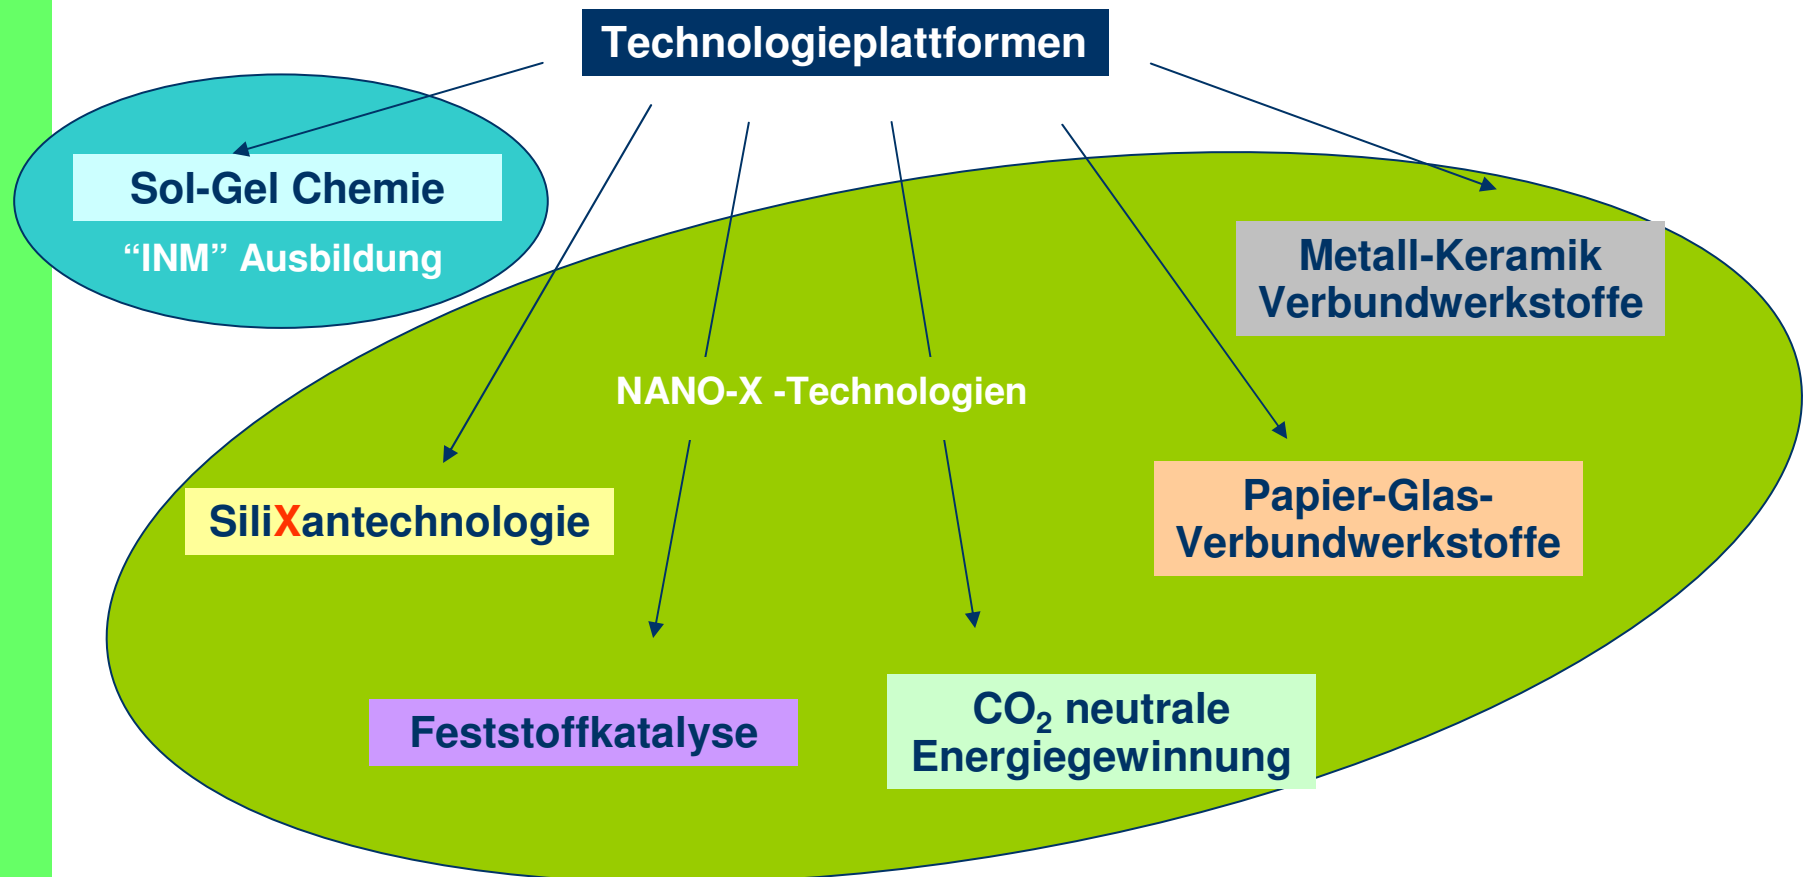 Technologieplattformen
Sol-Gel Chemie
“INM” Ausbildung
Metall-Keramik
Verbundwerkstoffe
NANO-X -Technologien
Papier-Glas-
Verbundwerkstoffe
SiliXantechnologie
CO₂ neutrale
Energiegewinnung
Feststoffkatalyse